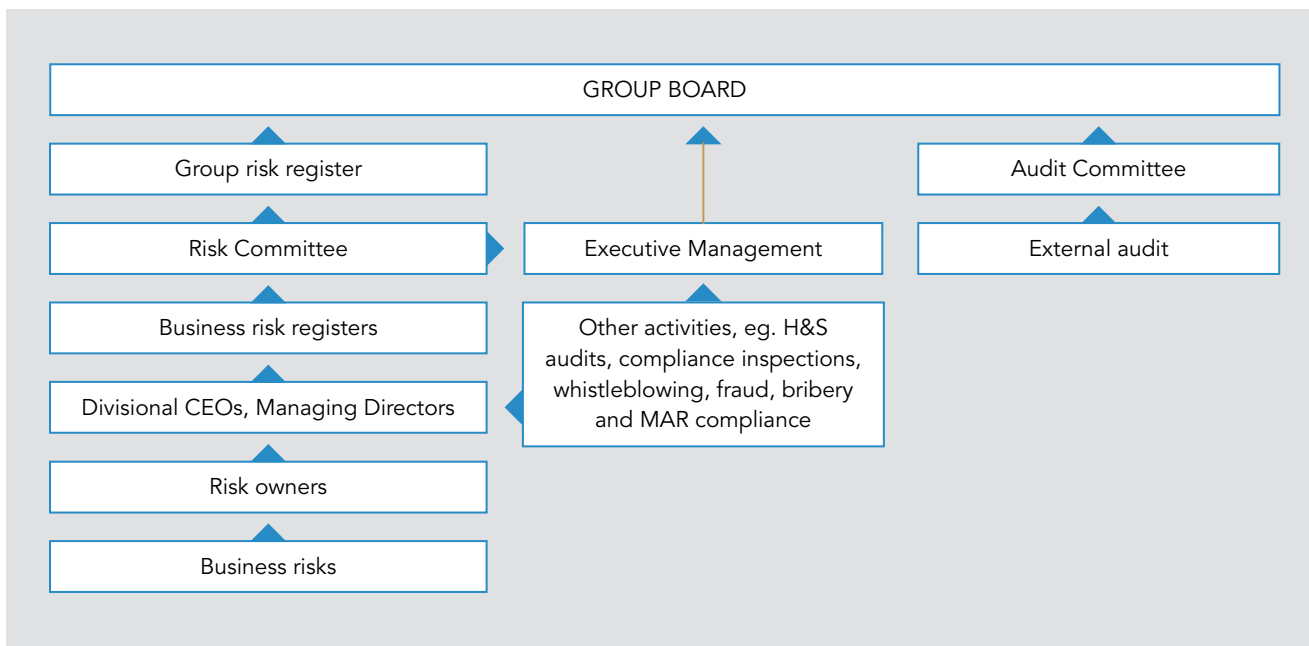 GROUP BOARD
Group risk register
Risk Committee
Business risk registers
Divisional CEOs, Managing Directors
Risk owners
Business risks
Executive Management
Other activities, eg. H&S
audits, compliance inspections,
whistleblowing, fraud, bribery
and MAR compliance
Audit Committee
External audit